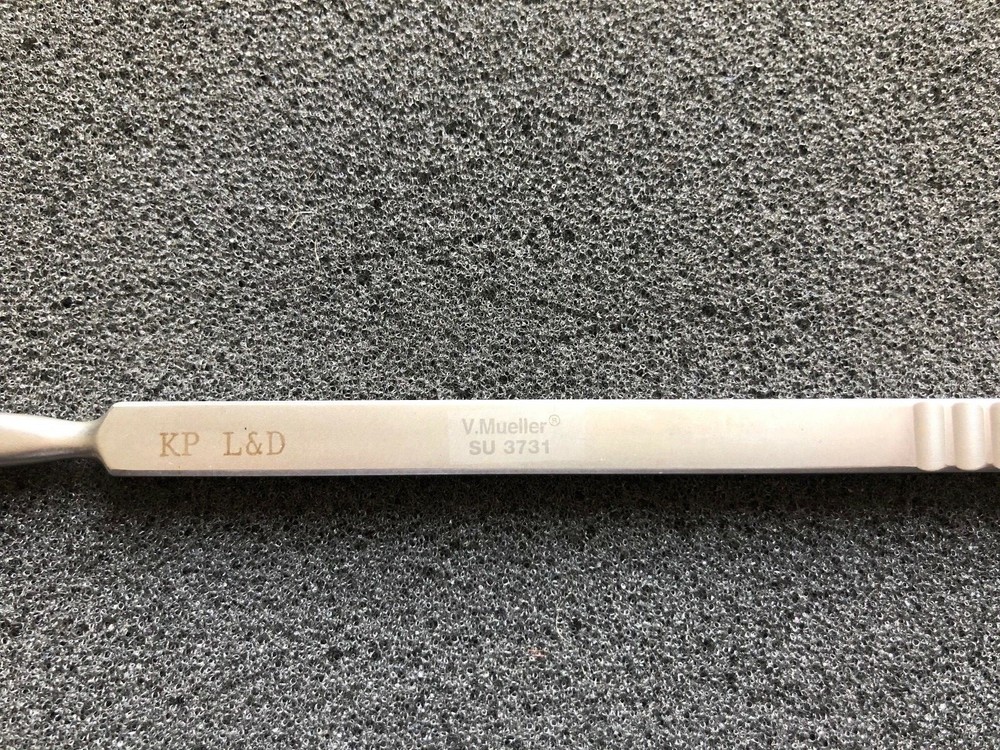 KP L&D
V.Mueller®
SU 3731